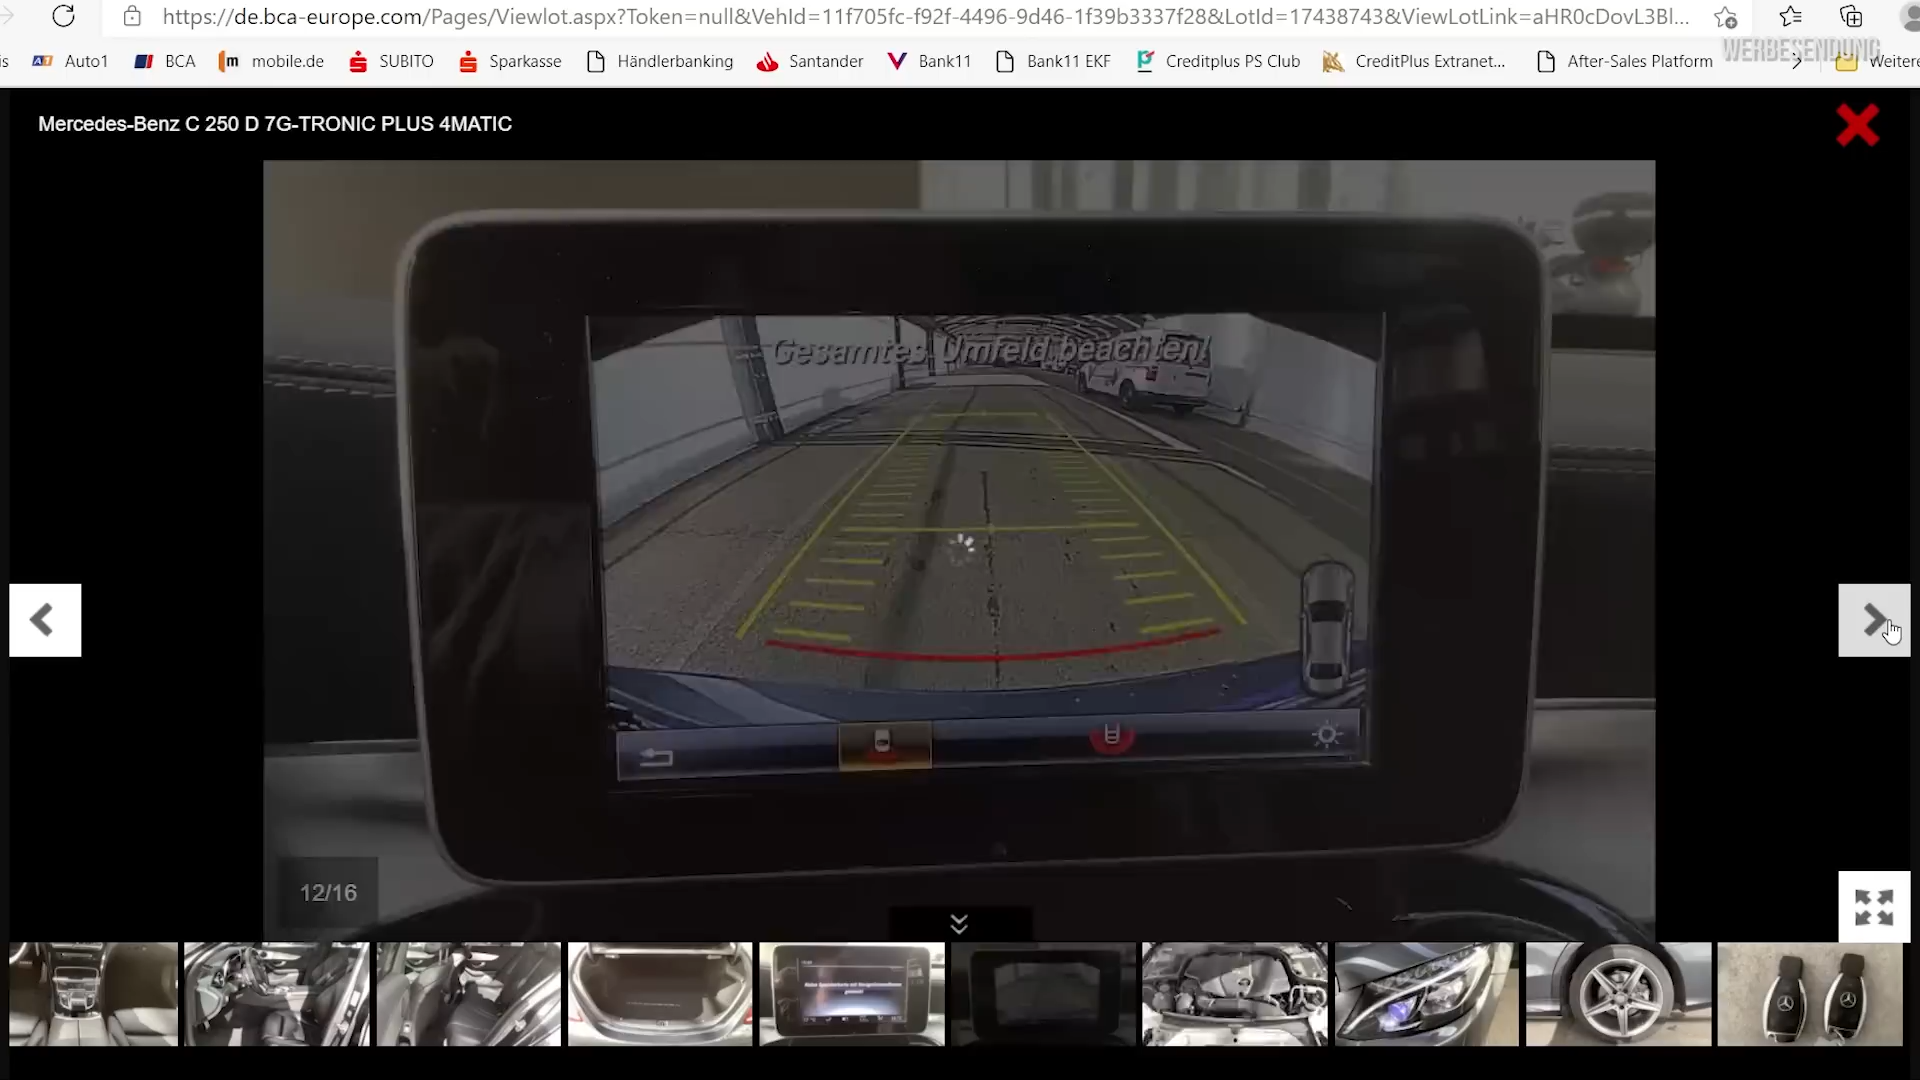 https://de.bca-europe.com/Pages/Viewlot.aspx?Token=null&VehId=11f705fc-f92f-4496-9d46-1f39b3337f28&LotId=17438743&ViewLotLink=aHR0cDovL3Bl...
is Auto1 BCA mobile.de SUBITO Sparkasse Händlerbanking Santander Bank11 Bank11 EKF Creditplus PS Club CreditPlus Extranet... After-Sales Platform Weitere
WERBESENDUNG
Mercedes-Benz C 250 D 7G-TRONIC PLUS 4MATIC
Gesamtes Umfeld beachten!
12/16